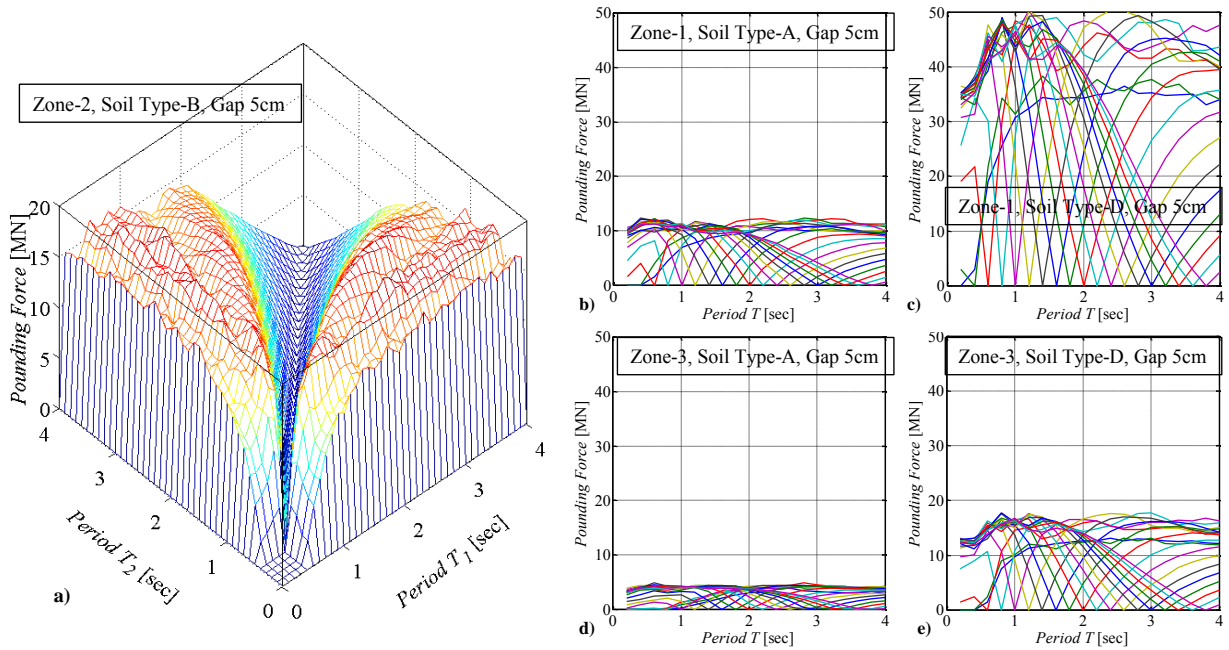 Zone-2, Soil Type-B, Gap 5cm
Pounding Force [MN]
20
15
10
5
0
4
3
2
1
0
Period T2 [sec]
0
1
2
3
4
Period T1 [sec]
a)
Zone-1, Soil Type-A, Gap 5cm
Pounding Force [MN]
50
40
30
20
10
0
0
1
2
3
4
Period T [sec]
b)
Zone-1, Soil Type-D, Gap 5cm
Pounding Force [MN]
50
40
30
20
10
0
0
1
2
3
4
Period T [sec]
c)
Zone-3, Soil Type-A, Gap 5cm
Pounding Force [MN]
50
40
30
20
10
0
0
1
2
3
4
Period T [sec]
d)
Zone-3, Soil Type-D, Gap 5cm
Pounding Force [MN]
50
40
30
20
10
0
0
1
2
3
4
Period T [sec]
e)